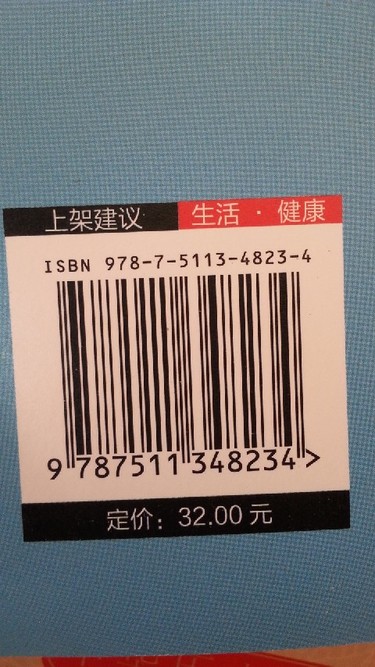 上架建议 生活 · 健康
ISBN 978-7-5113-4823-4
9 787511 348234 >
定价：32.00 元